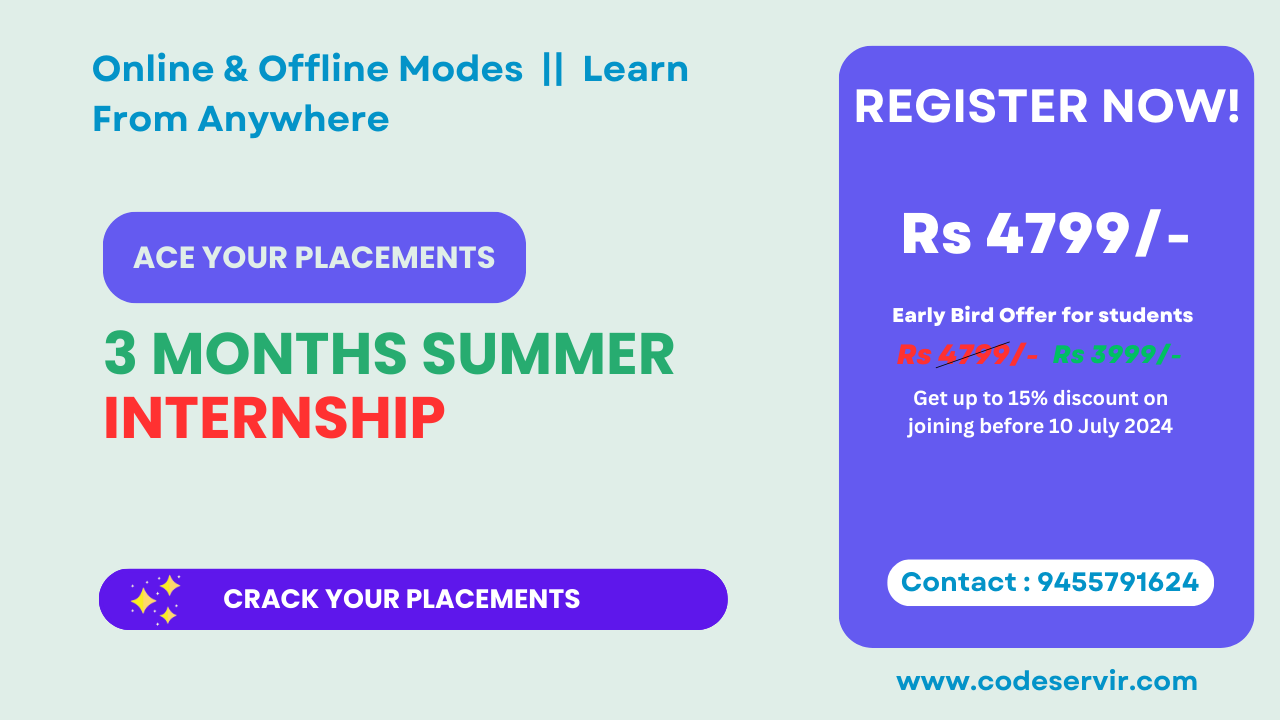 Online & Offline Modes || Learn
From Anywhere
ACE YOUR PLACEMENTS
3 MONTHS SUMMER
INTERNSHIP
CRACK YOUR PLACEMENTS
REGISTER NOW!
Rs 4799/-
Early Bird Offer for students
Rs 4799/- Rs 3999/-
Get up to 15% discount on
joining before 10 July 2024
Contact : 9455791624
www.codeservir.com